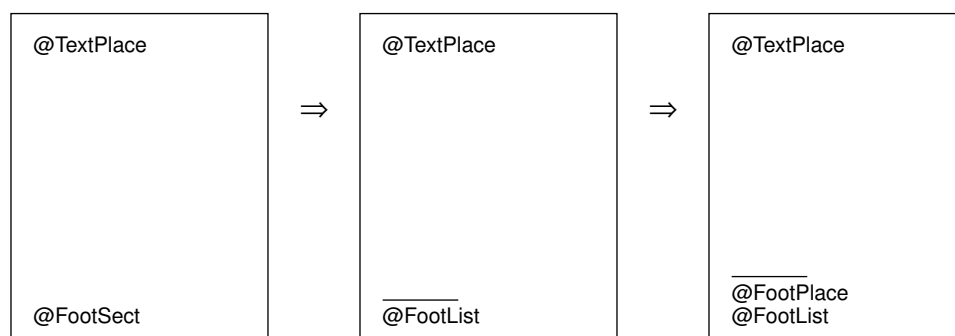 @TextPlace
@FootSect
⇒
@TextPlace
@FootList
⇒
@TextPlace
@FootPlace
@FootList